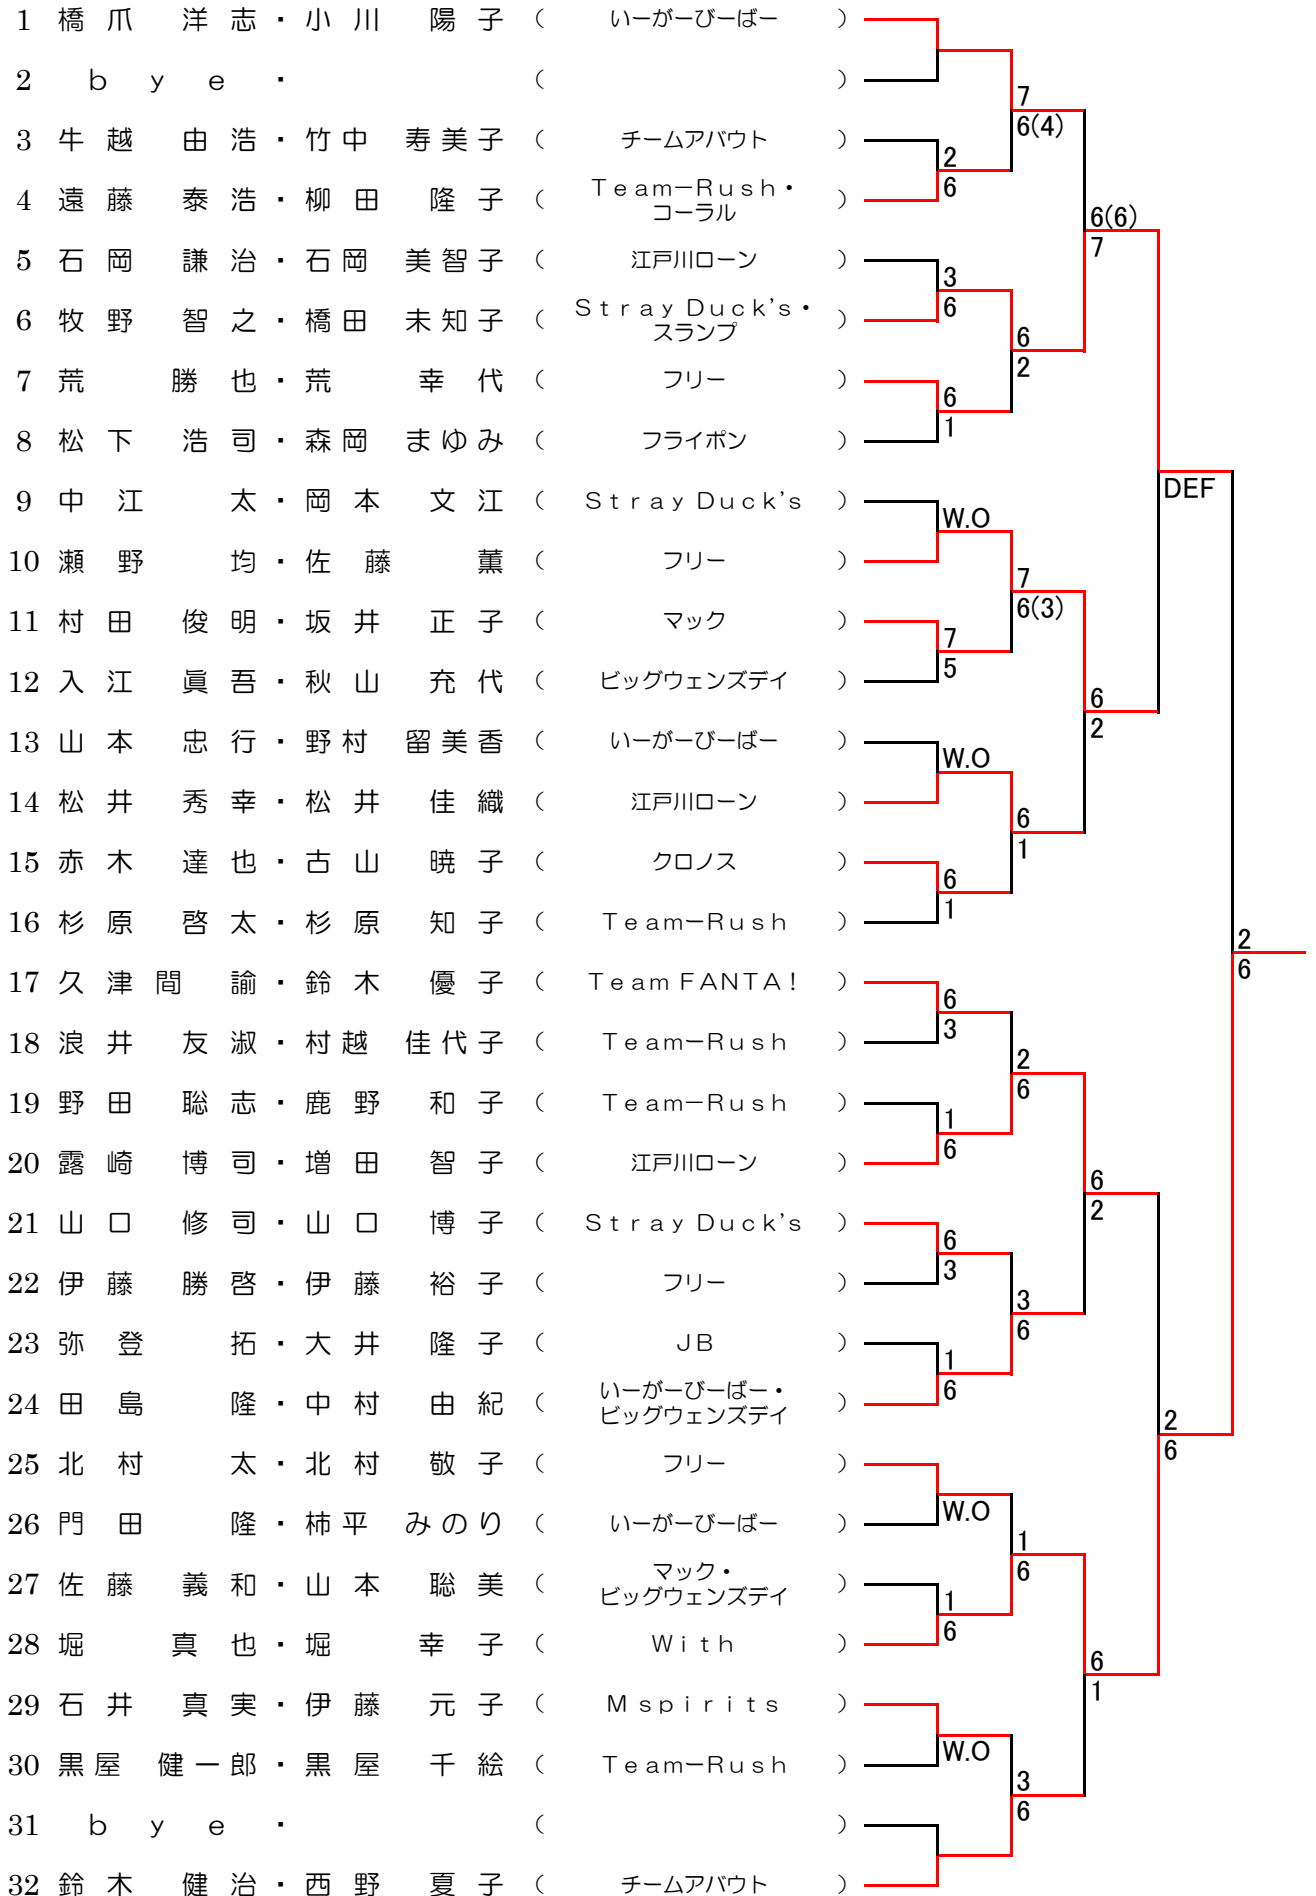 1 橋爪 洋志・小川 陽子 ( いーがーびーばー )
2 bye・ ( )
7
6(4)
3 牛越 由浩・竹中 寿美子 ( チームアバウト )
2
6
4 遠藤 泰浩・柳田 隆子 ( Team−Rush・
コーラル )
6(6)
7
5 石岡 謙治・石岡 美智子 ( 江戸川ローン )
3
6
6 牧野 智之・橋田 未知子 ( Stray Duck's・
スランプ )
6
2
7 荒 勝也・荒 幸代 ( フリー )
6
1
8 松下 浩司・森岡 まゆみ ( フライポン )
DEF
9 中江 太・岡本 文江 ( Stray Duck's )
W.O
10 瀬野 均・佐藤 薫 ( フリー )
7
6(3)
11 村田 俊明・坂井 正子 ( マック )
7
5
12 入江 眞吾・秋山 充代 ( ビッグウェンズデイ )
6
2
13 山本 忠行・野村 留美香 ( いーがーびーばー )
W.O
14 松井 秀幸・松井 佳織 ( 江戸川ローン )
6
1
15 赤木 達也・古山 暁子 ( クロノス )
6
1
16 杉原 啓太・杉原 知子 ( Team−Rush )
2
6
17 久津間 諭・鈴木 優子 ( Team FANTA! )
6
3
18 浪井 友淑・村越 佳代子 ( Team−Rush )
2
6
19 野田 聡志・鹿野 和子 ( Team−Rush )
1
6
20 露崎 博司・増田 智子 ( 江戸川ローン )
6
2
21 山口 修司・山口 博子 ( Stray Duck's )
6
3
22 伊藤 勝啓・伊藤 裕子 ( フリー )
3
6
23 弥登 拓・大井 隆子 ( JB )
1
6
24 田島 隆・中村 由紀 ( いーがーびーばー・
ビッグウェンズデイ )
2
6
25 北村 太・北村 敬子 ( フリー )
W.O
26 門田 隆・柿平 みのり ( いーがーびーばー )
1
6
27 佐藤 義和・山本 聡美 ( マック・
ビッグウェンズデイ )
1
6
28 堀 真也・堀 幸子 ( With )
6
1
29 石井 真実・伊藤 元子 ( M spirits )
W.O
30 黒屋 健一郎・黒屋 千絵 ( Team−Rush )
3
6
31 bye・ ( )
32 鈴木 健治・西野 夏子 ( チームアバウト )